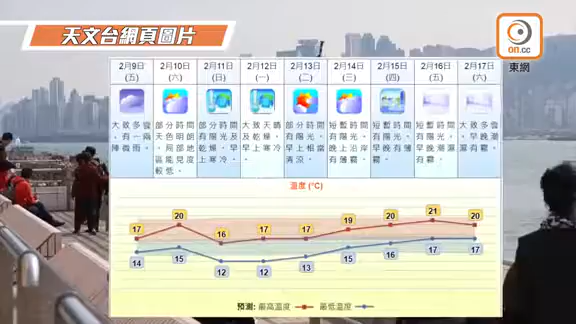 天文台網頁圖片
on.cc
東網
2月9日 2月10日 2月11日 2月12日 2月13日 2月14日 2月15日 2月16日 2月17日
(五) (六) (日) (一) (二) (三) (四) (五) (六)
大致多雲，有一兩陣微雨。
部分時間天色明朗，局部地區能見度較低。
部分時間有陽光及乾燥。早上寒冷。
大致天晴及乾燥。早上寒冷。
部分時間有陽光。早上相當清涼。
短暫時間有陽光。早上沿岸有薄霧。
短暫時間有陽光。早晚有薄霧。
短暫時間有陽光。早晚潮濕有霧。
大致多雲。早晚潮濕有霧。
溫度 (°C)
17 20 16 17 17 19 20 21 20
14 15 12 12 13 15 16 17 17
預測: 最高溫度 最低溫度